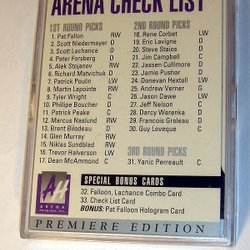 ARENA CHECK LIST
1ST ROUND PICKS
1. Pat Falloon RW
2. Scott Niedermayer D
3. Scott Lachance D
4. Peter Forsberg C
5. Alek Stojanov RW
6. Richard Matvichuk D
7. Patrick Poulin LW
8. Martin Lapointe RW
9. Tyler Wright C
10. Phillipe Boucher D
11. Patrick Peake C
12. Marcus Naslund RW
13. Brent Bilodeau D
14. Glen Murray RW
15. Niklas Sundblad RW
16. Trevor Halverson LW
17. Dean McAmmond C
2ND ROUND PICKS
18. Rene Corbet LW
19. Eric Lavigne D
20. Steve Staios D
21. Jim Campbell C
22. Jassen Cullimore D
23. Jamie Pushor D
24. Donevan Hextall LW
25. Andrew Verner G
26. Jason Dawe LW
27. Jeff Nelson C
28. Darcy Werenka D
29. Francois Groleau D
30. Guy Leveque C
3RD ROUND PICKS
31. Yanic Perreault C
SPECIAL BONUS CARDS
32. Falloon, Lachance Combo Card
33. Check List Card
BONUS: Pat Falloon Hologram Card
PREMIERE EDITION